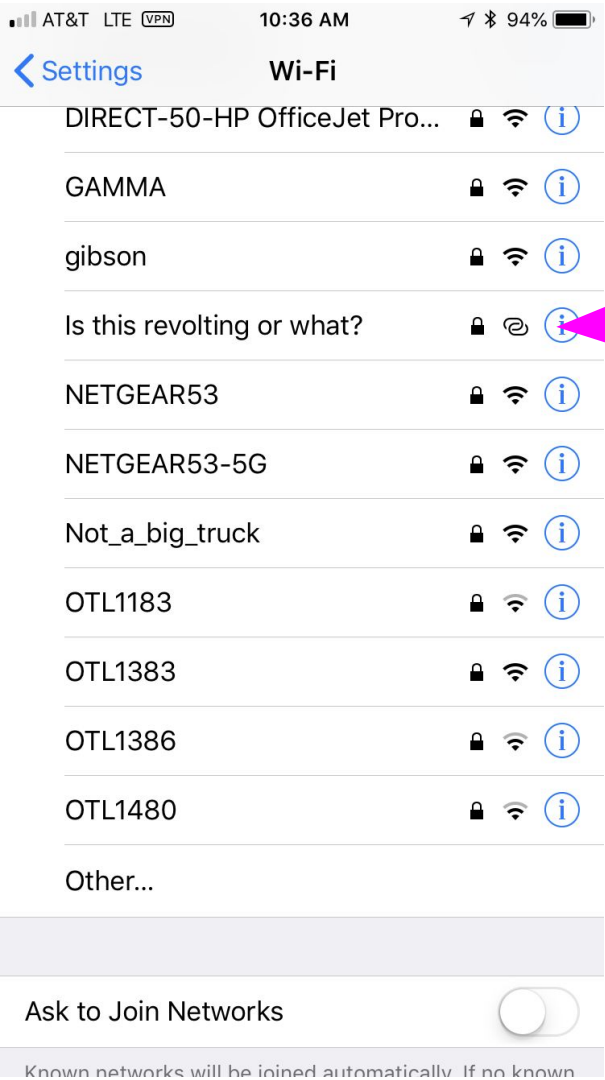 AT&T LTE VPN 10:36 AM 94%
Settings Wi-Fi
DIRECT-50-HP OfficeJet Pro...
GAMMA
gibson
Is this revolting or what?
NETGEAR53
NETGEAR53-5G
Not_a_big_truck
OTL1183
OTL1383
OTL1386
OTL1480
Other...
Ask to Join Networks
Known networks will be joined automatically. If no known